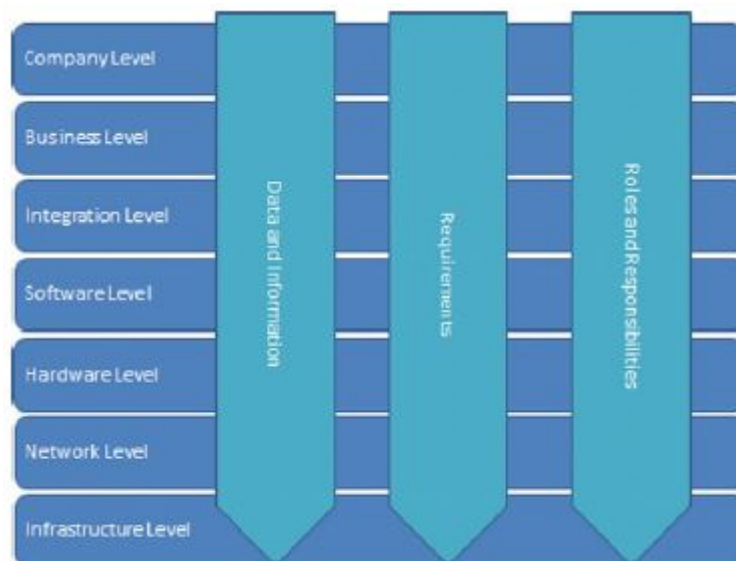 Company Level
Business Level
Integration Level
Software Level
Hardware Level
Network Level
Infrastructure Level
Data and Information
Requirements
Roles and Responsibilities